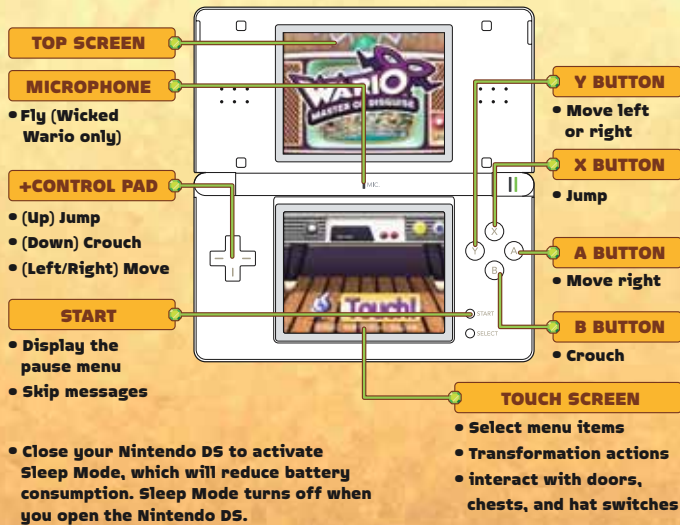 TOP SCREEN
MICROPHONE
• Fly (Wicked
Wario only)
+CONTROL PAD
• (Up) Jump
• (Down) Crouch
• (Left/Right) Move
START
• Display the
pause menu
• Skip messages
• Close your Nintendo DS to activate
Sleep Mode, which will reduce battery
consumption. Sleep Mode turns off when
you open the Nintendo DS.
WARIO
MASTER OF DISGUISE
MIC.
Touch!
X
Y
A
B
START
SELECT
Y BUTTON
• Move left
or right
X BUTTON
• Jump
A BUTTON
• Move right
B BUTTON
• Crouch
TOUCH SCREEN
• Select menu items
• Transformation actions
• interact with doors,
chests, and hat switches